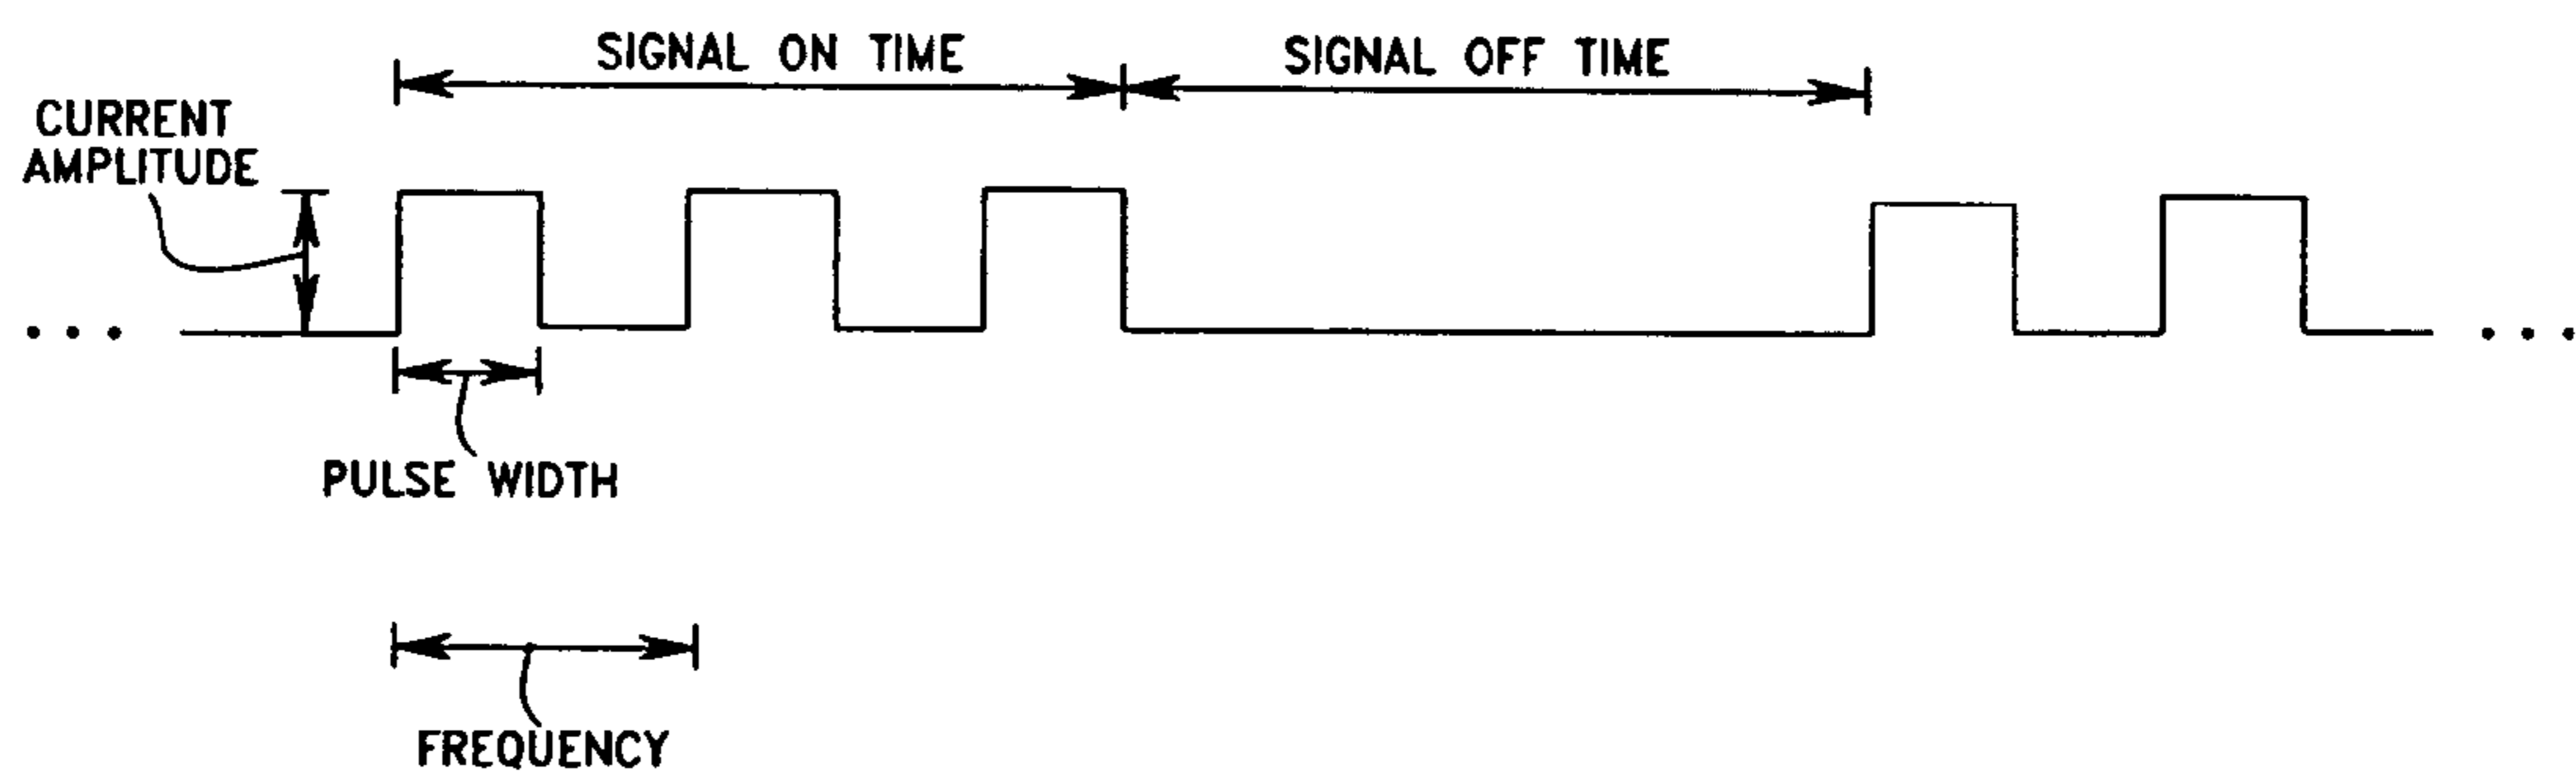 SIGNAL ON TIME
SIGNAL OFF TIME
CURRENT
AMPLITUDE
PULSE WIDTH
FREQUENCY